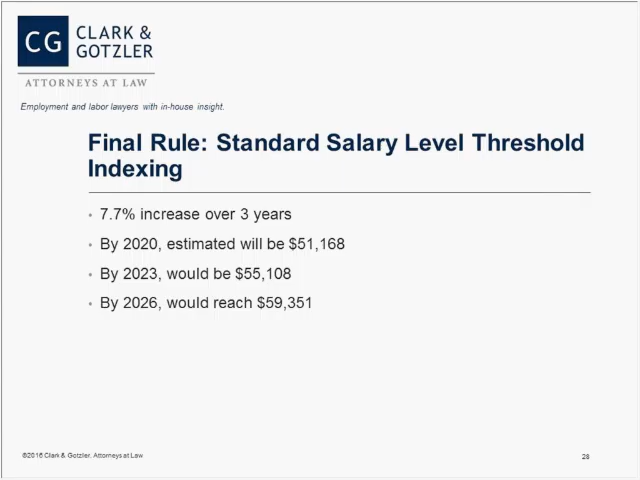 CG
CLARK &
GOTZLER
ATTORNEYS AT LAW
Employment and labor lawyers with in-house insight.
Final Rule: Standard Salary Level Threshold
Indexing
• 7.7% increase over 3 years
• By 2020, estimated will be $51,168
• By 2023, would be $55,108
• By 2026, would reach $59,351
©2016 Clark & Gotzler, Attorneys at Law
28